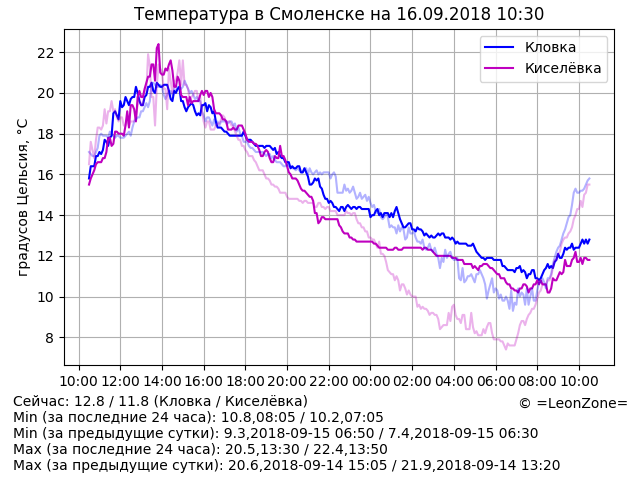 Температура в Смоленске на 16.09.2018 10:30
Кловка
Киселёвка
градусов Цельсия, °C
22
20
18
16
14
12
10
8
10:00 12:00 14:00 16:00 18:00 20:00 22:00 00:00 02:00 04:00 06:00 08:00 10:00
Сейчас: 12.8 / 11.8 (Кловка / Киселёвка)
© =LeonZone=
Min (за последние 24 часа): 10.8,08:05 / 10.2,07:05
Min (за предыдущие сутки): 9.3,2018-09-15 06:50 / 7.4,2018-09-15 06:30
Max (за последние 24 часа): 20.5,13:30 / 22.4,13:50
Max (за предыдущие сутки): 20.6,2018-09-14 15:05 / 21.9,2018-09-14 13:20